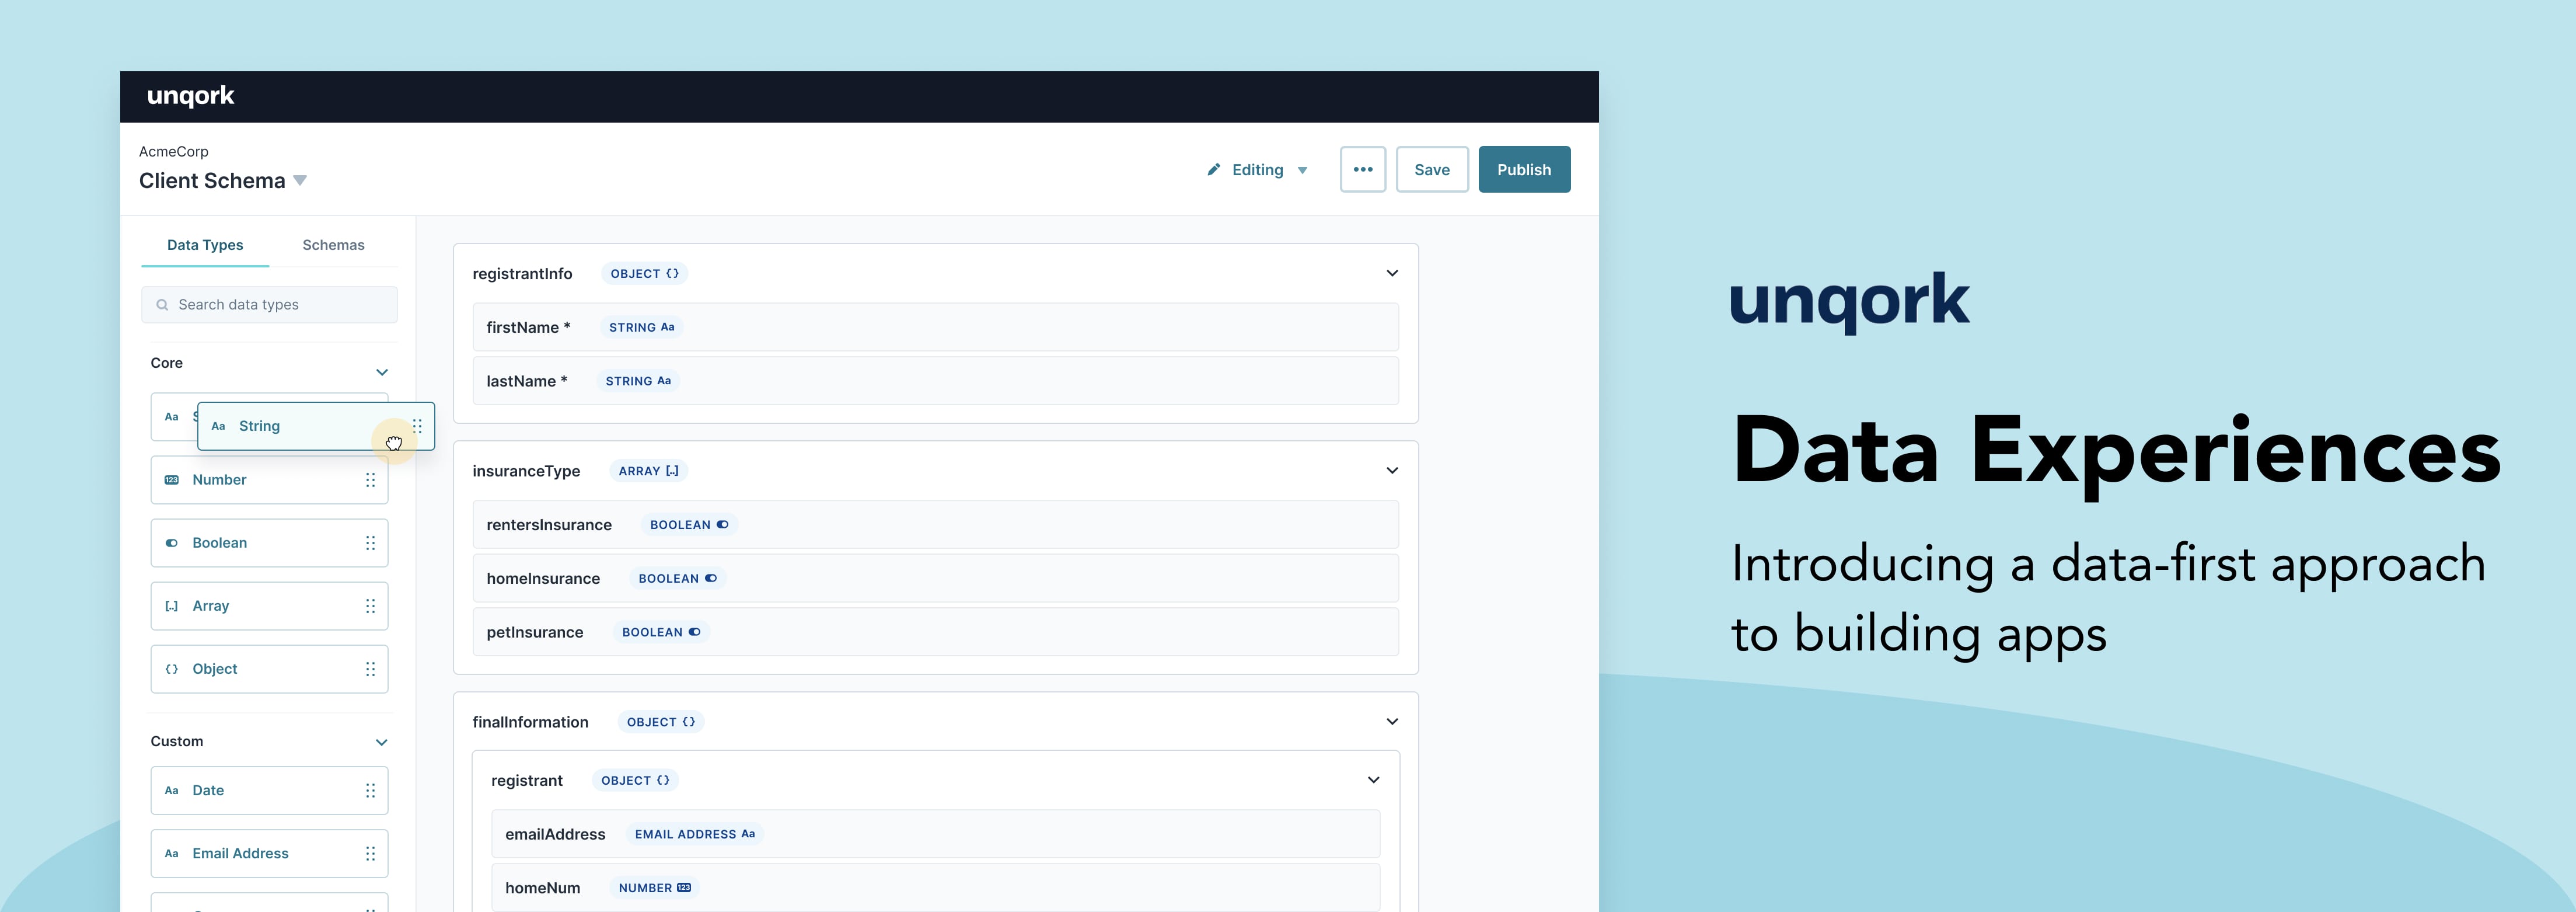 unqork
AcmeCorp
Client Schema
Editing
Save
Publish
Data Types
Schemas
Search data types
Core
Aa
Aa String
123 Number
Boolean
[..] Array
{} Object
Custom
Aa Date
Aa Email Address
registrantInfo OBJECT {}
firstName * STRING Aa
lastName * STRING Aa
insuranceType ARRAY [..]
rentersInsurance BOOLEAN
homeInsurance BOOLEAN
petInsurance BOOLEAN
finalInformation OBJECT {}
registrant OBJECT {}
emailAddress EMAIL ADDRESS Aa
homeNum NUMBER 123
unqork
Data Experiences
Introducing a data-first approach
to building apps